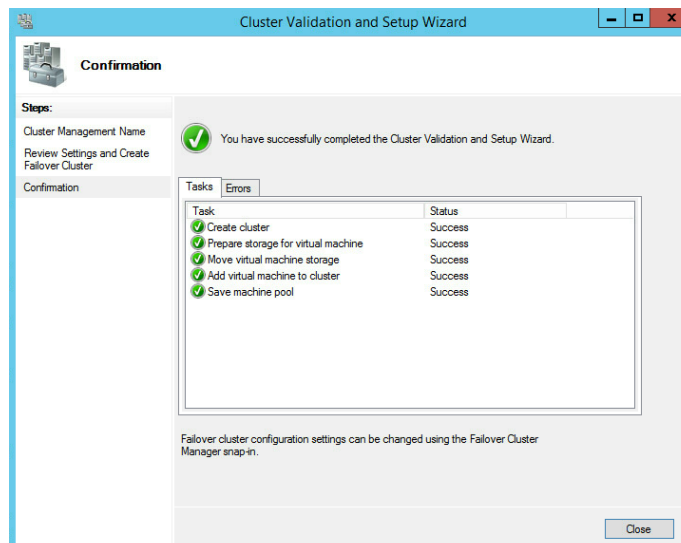 Cluster Validation and Setup Wizard
Confirmation
Steps:
Cluster Management Name
Review Settings and Create
Failover Cluster
Confirmation
You have successfully completed the Cluster Validation and Setup Wizard.
Tasks Errors
Task Status
Create cluster Success
Prepare storage for virtual machine Success
Move virtual machine storage Success
Add virtual machine to cluster Success
Save machine pool Success
Failover cluster configuration settings can be changed using the Failover Cluster
Manager snap-in.
Close